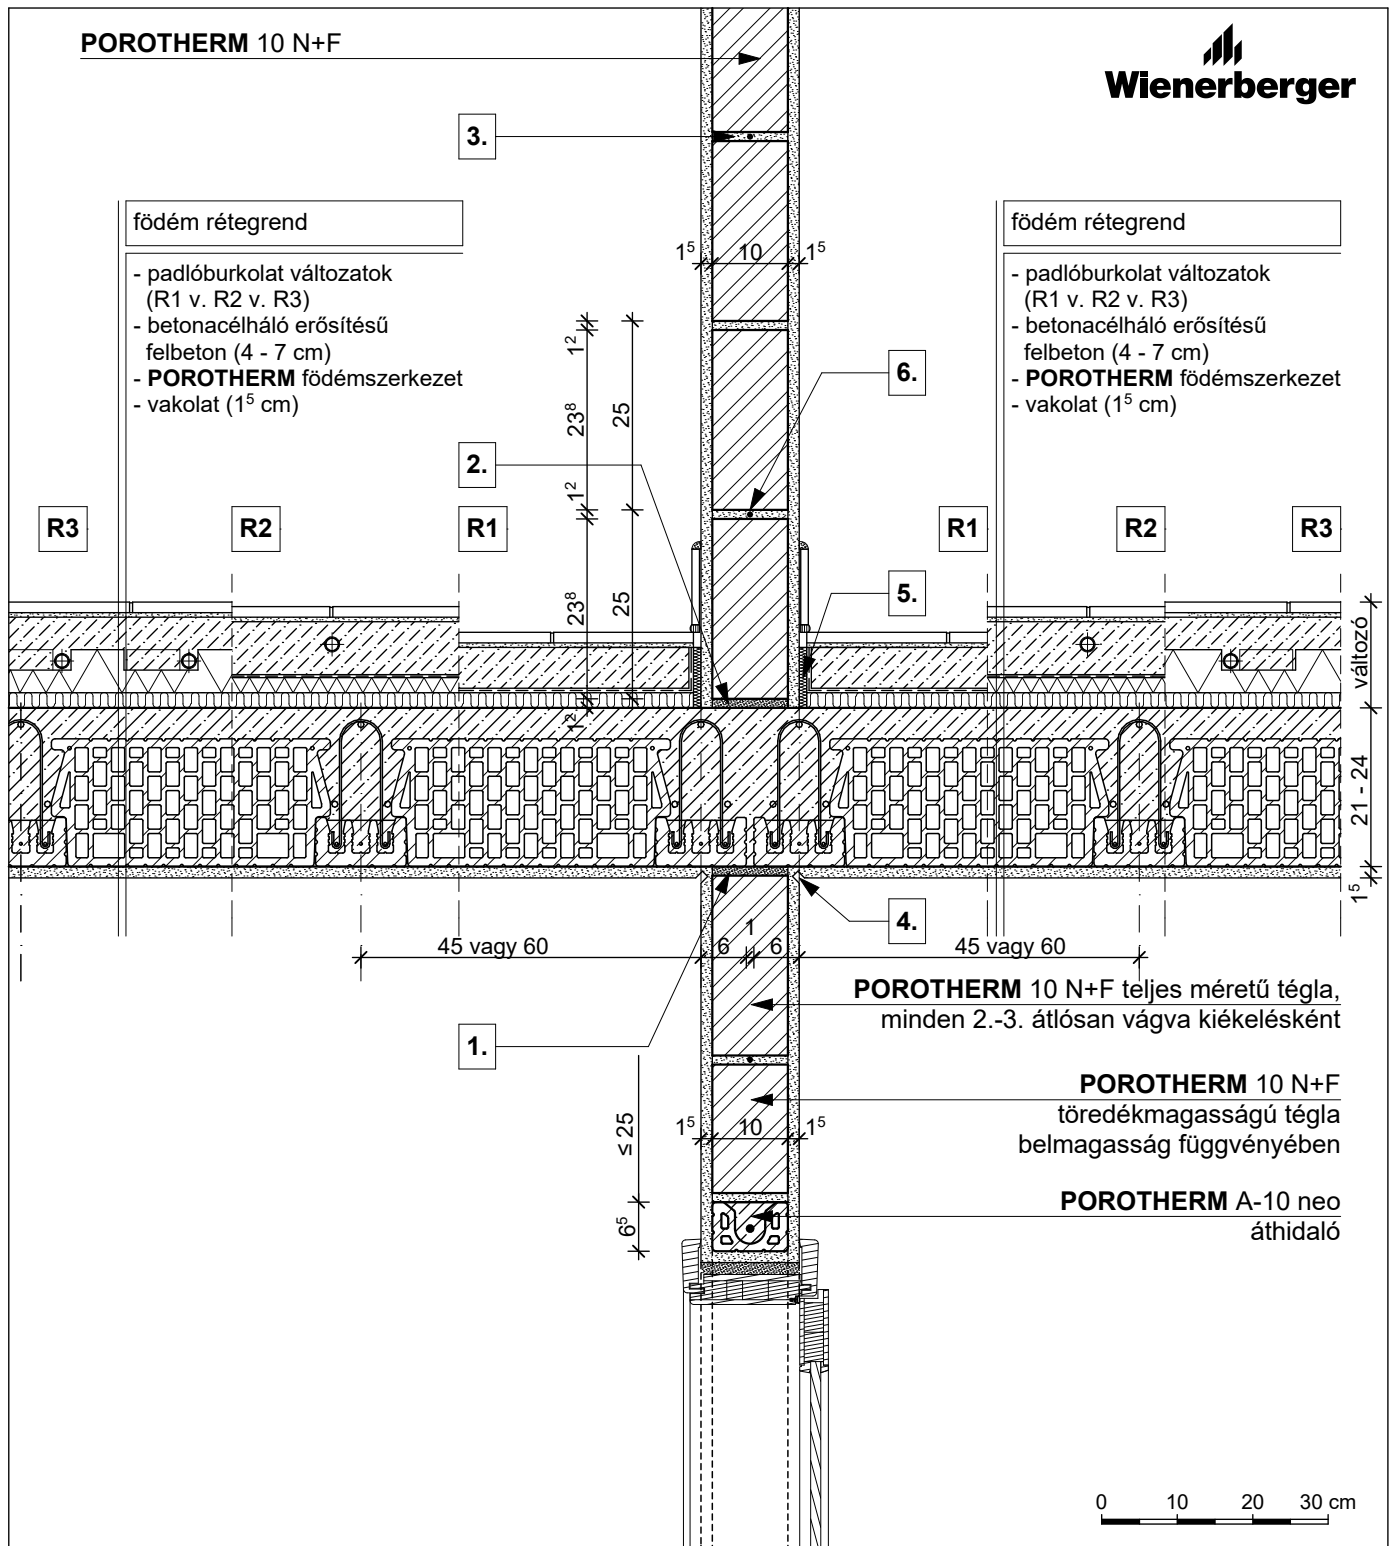 POROTHERM 10 N+F
Wienerberger
3.
födém rétegrend
- padlóburkolat változatok
(R1 v. R2 v. R3)
- betonacélháló erősítésű
felbeton (4 - 7 cm)
- POROTHERM födémszerkezet
- vakolat (1⁵ cm)
födém rétegrend
- padlóburkolat változatok
(R1 v. R2 v. R3)
- betonacélháló erősítésű
felbeton (4 - 7 cm)
- POROTHERM födémszerkezet
- vakolat (1⁵ cm)
1⁵ 10 1⁵
1²
23⁸
25
1²
23⁸
25
1²
6.
2.
R3
R2
R1
R1
R2
R3
5.
változó
21 - 24
1⁵
4.
45 vagy 60
6
1
6
45 vagy 60
POROTHERM 10 N+F teljes méretű tégla,
minden 2.-3. átlósan vágva kiékelésként
1.
POROTHERM 10 N+F
töredékmagasságú tégla
belmagasság függvényében
≤ 25
1⁵ 10 1⁵
POROTHERM A-10 neo
áthidaló
6⁵
0 10 20 30 cm